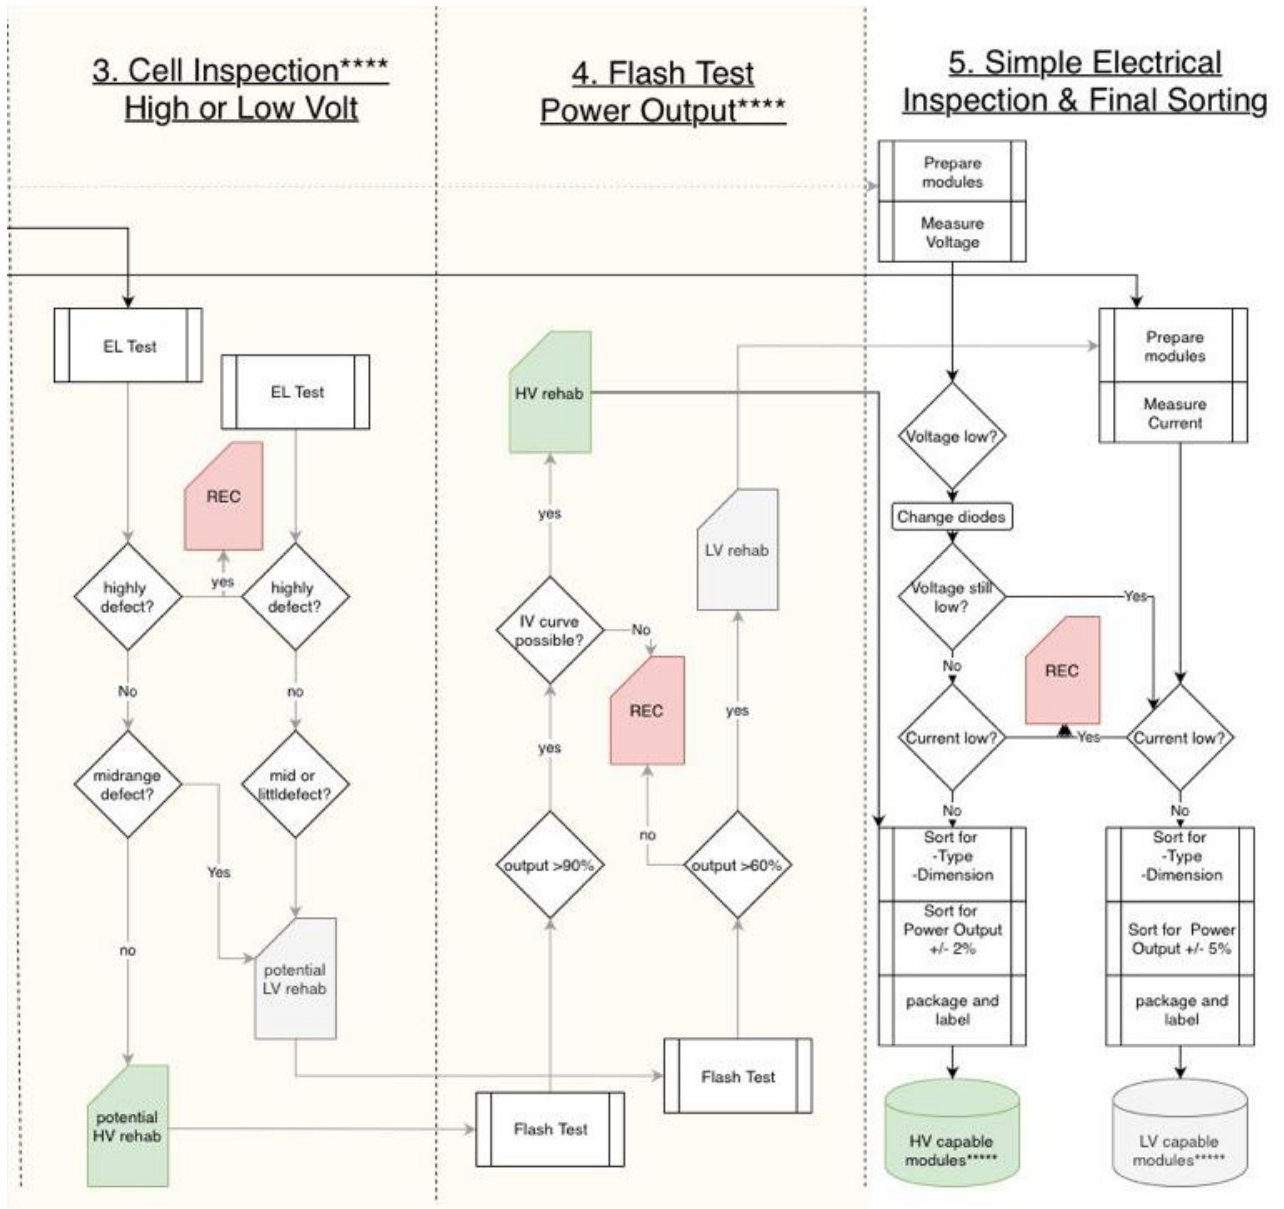 3. Cell Inspection****
High or Low Volt
4. Flash Test
Power Output****
5. Simple Electrical
Inspection & Final Sorting
Prepare
modules
Measure
Voltage
EL Test
EL Test
REC
highly
defect?
yes
highly
defect?
No
no
midrange
defect?
mid or
littldefect?
Yes
no
potential
LV rehab
potential
HV rehab
HV rehab
yes
LV rehab
IV curve
possible?
No
REC
yes
yes
no
output >90%
output >60%
Flash Test
Flash Test
Prepare
modules
Measure
Current
Voltage low?
Change diodes
Voltage still
low?
Yes
No
REC
Current low?
Yes
Current low?
No
No
Sort for
-Type
-Dimension
Sort for
Power Output
+/- 2%
package and
label
Sort for
-Type
-Dimension
Sort for Power
Output +/- 5%
package and
label
HV capable
modules*****
LV capable
modules*****